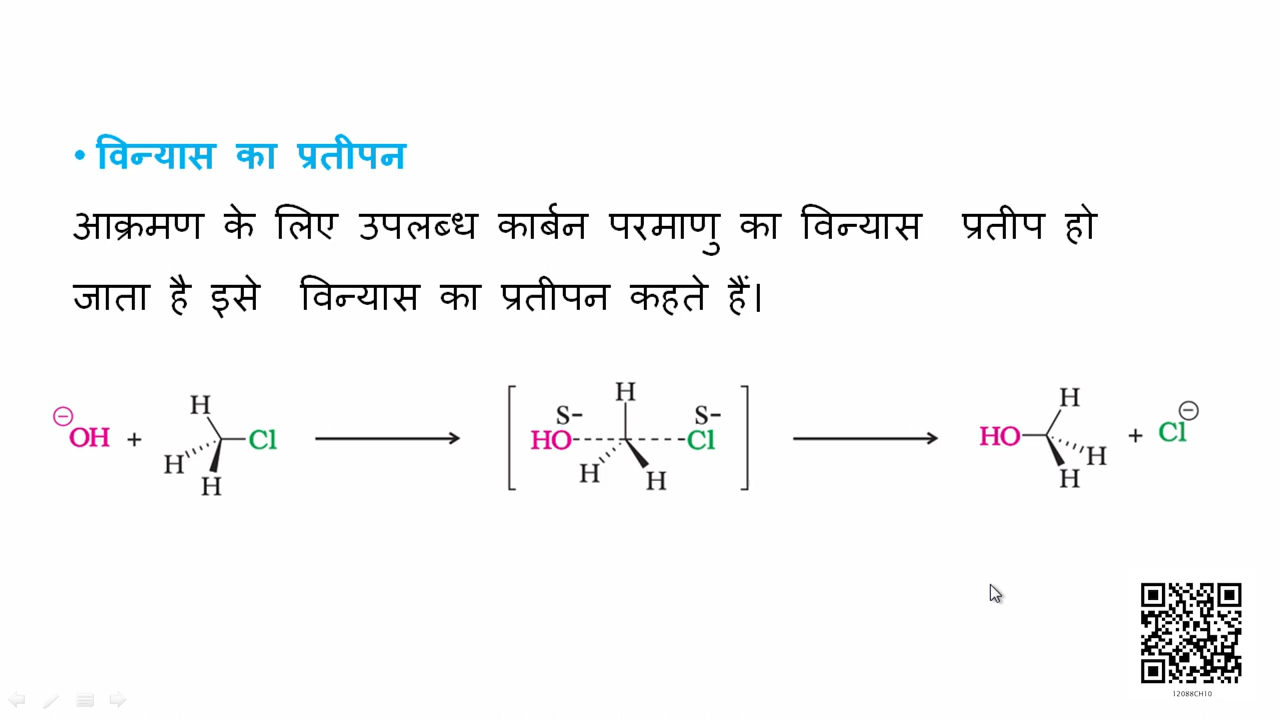 • विन्यास का प्रतीपन
आक्रमण के लिए उपलब्ध कार्बन परमाणु का विन्यास प्रतीप हो
जाता है इसे विन्यास का प्रतीपन कहते हैं।
⊖OH + H H H Cl → [HO S- H H H S- Cl] → HO H H H + Cl⊖
12088CH10